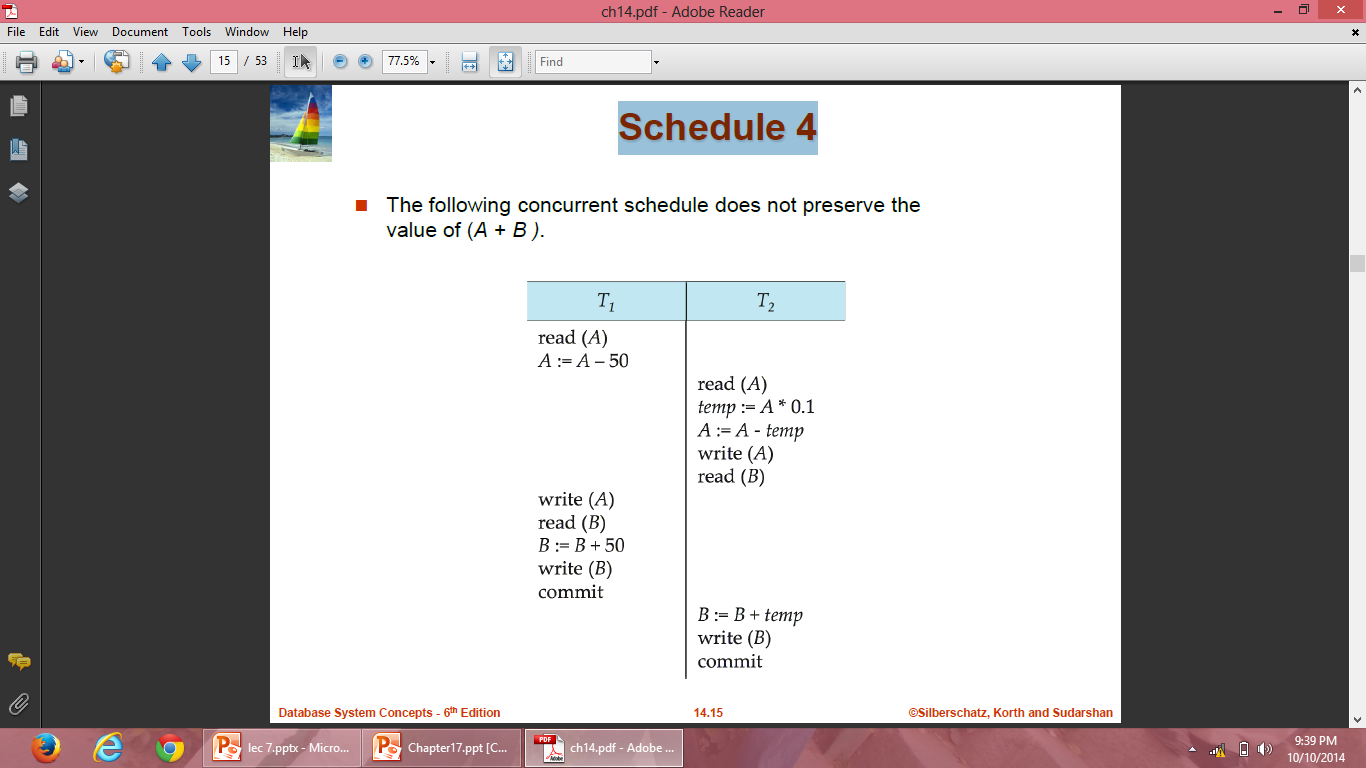 ch14.pdf - Adobe Reader
File Edit View Document Tools Window Help
15 / 53 77.5% Find
Schedule 4
The following concurrent schedule does not preserve the
value of (A + B ).
T1 T2
read (A)
A := A – 50
read (A)
temp := A * 0.1
A := A - temp
write (A)
read (B)
write (A)
read (B)
B := B + 50
write (B)
commit
B := B + temp
write (B)
commit
Database System Concepts - 6th Edition 14.15 ©Silberschatz, Korth and Sudarshan
lec 7.pptx - Micro... Chapter17.ppt [C... ch14.pdf - Adobe ... 9:39 PM
10/10/2014